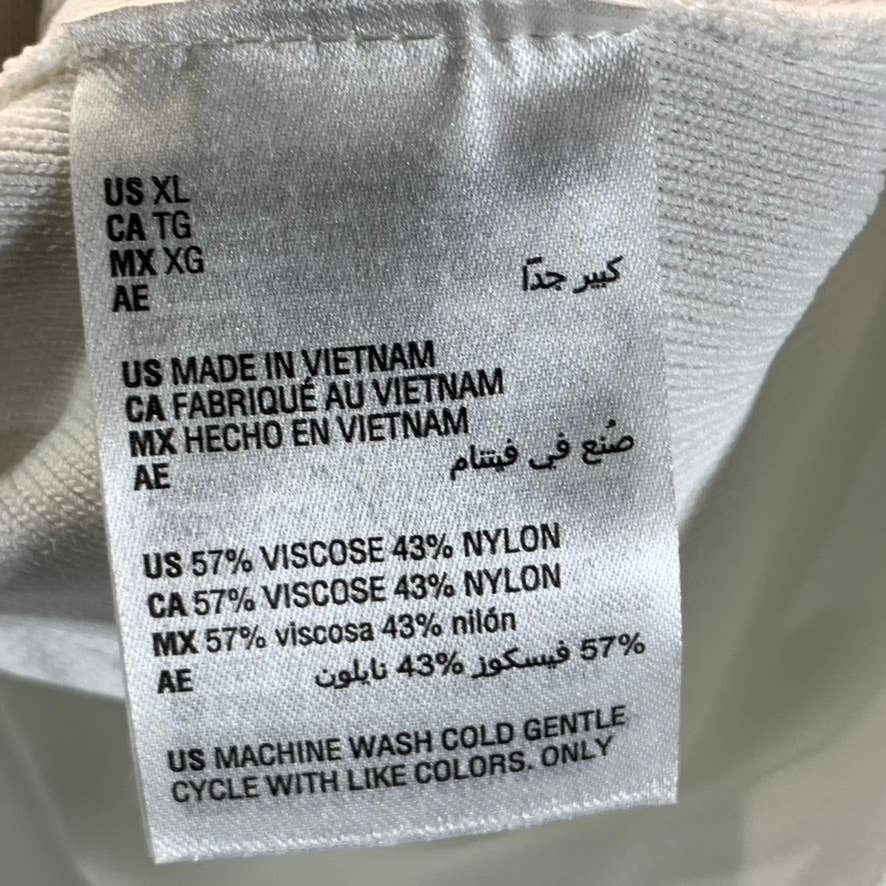 US XL
CA TG
MX XG
AE كبير جدّا
US MADE IN VIETNAM
CA FABRIQUÉ AU VIETNAM
MX HECHO EN VIETNAM
AE صُنع في فيتنام
US 57% VISCOSE 43% NYLON
CA 57% VISCOSE 43% NYLON
MX 57% viscosa 43% nilón
AE 57% فيسكوز 43% نايلون
US MACHINE WASH COLD GENTLE
CYCLE WITH LIKE COLORS. ONLY